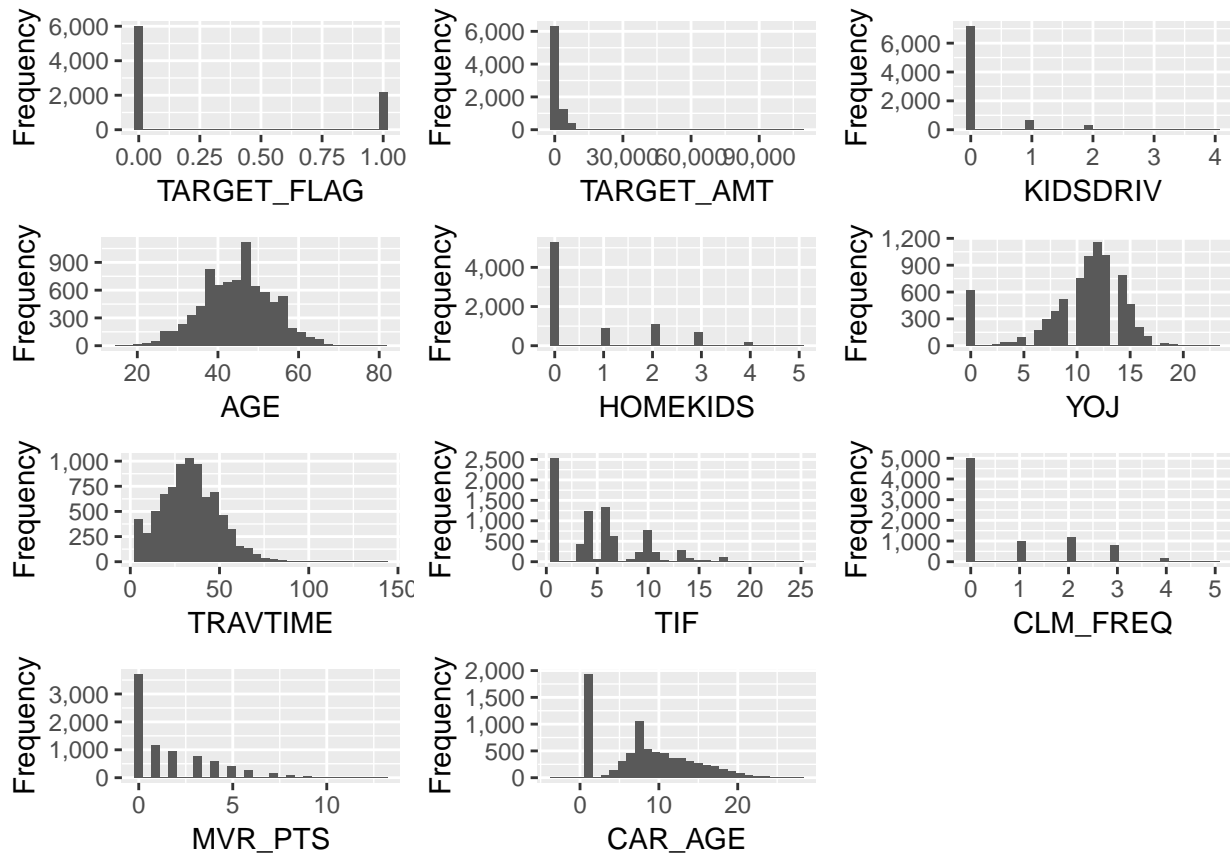 Frequency
6,000
4,000
2,000
0
0.00 0.25 0.50 0.75 1.00
TARGET_FLAG
Frequency
6,000
4,000
2,000
0
0 30,000 60,000 90,000
TARGET_AMT
Frequency
6,000
4,000
2,000
0
0 1 2 3 4
KIDSDRIV
Frequency
900
600
300
0
20 40 60 80
AGE
Frequency
4,000
2,000
0
0 1 2 3 4 5
HOMEKIDS
Frequency
1,200
900
600
300
0
0 5 10 15 20
YOJ
Frequency
1,000
750
500
250
0
0 50 100 150
TRAVTIME
Frequency
2,500
2,000
1,500
1,000
500
0
0 5 10 15 20 25
TIF
Frequency
5,000
4,000
3,000
2,000
1,000
0
0 1 2 3 4 5
CLM_FREQ
Frequency
3,000
2,000
1,000
0
0 5 10
MVR_PTS
Frequency
2,000
1,500
1,000
500
0
0 10 20
CAR_AGE